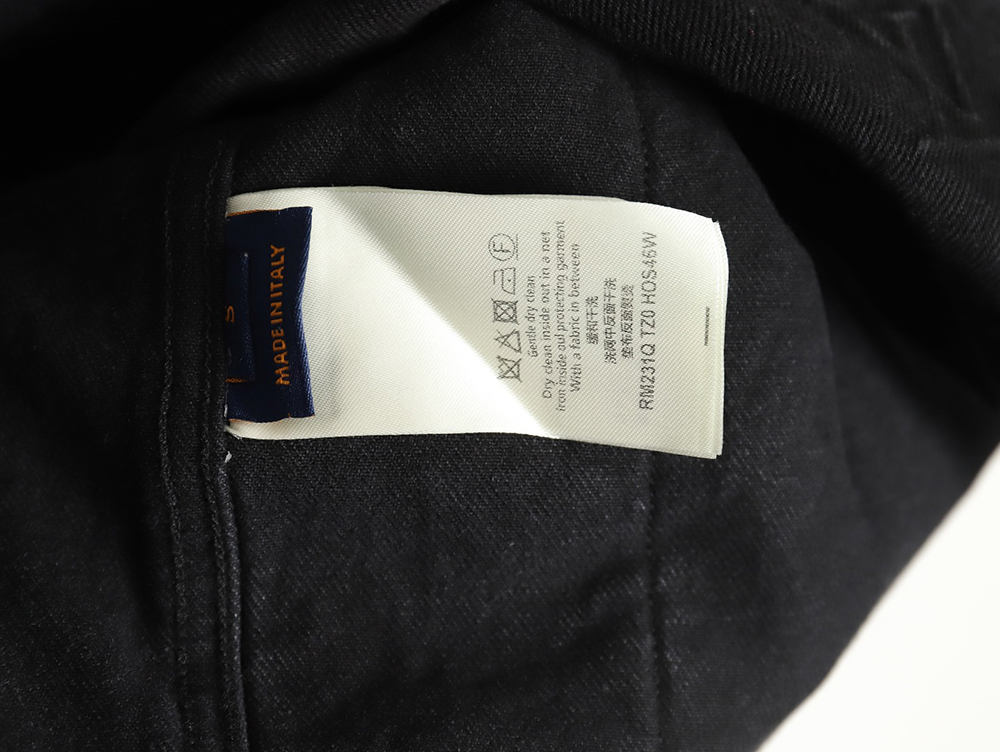 S
MADE IN ITALY
Gentle dry clean
Dry clean inside out in a net
iron inside out protecting garment
With a fabric in between
缓和干洗
洗网中反面干洗
垫布反面熨烫
RM231Q TZ0 HOS46W